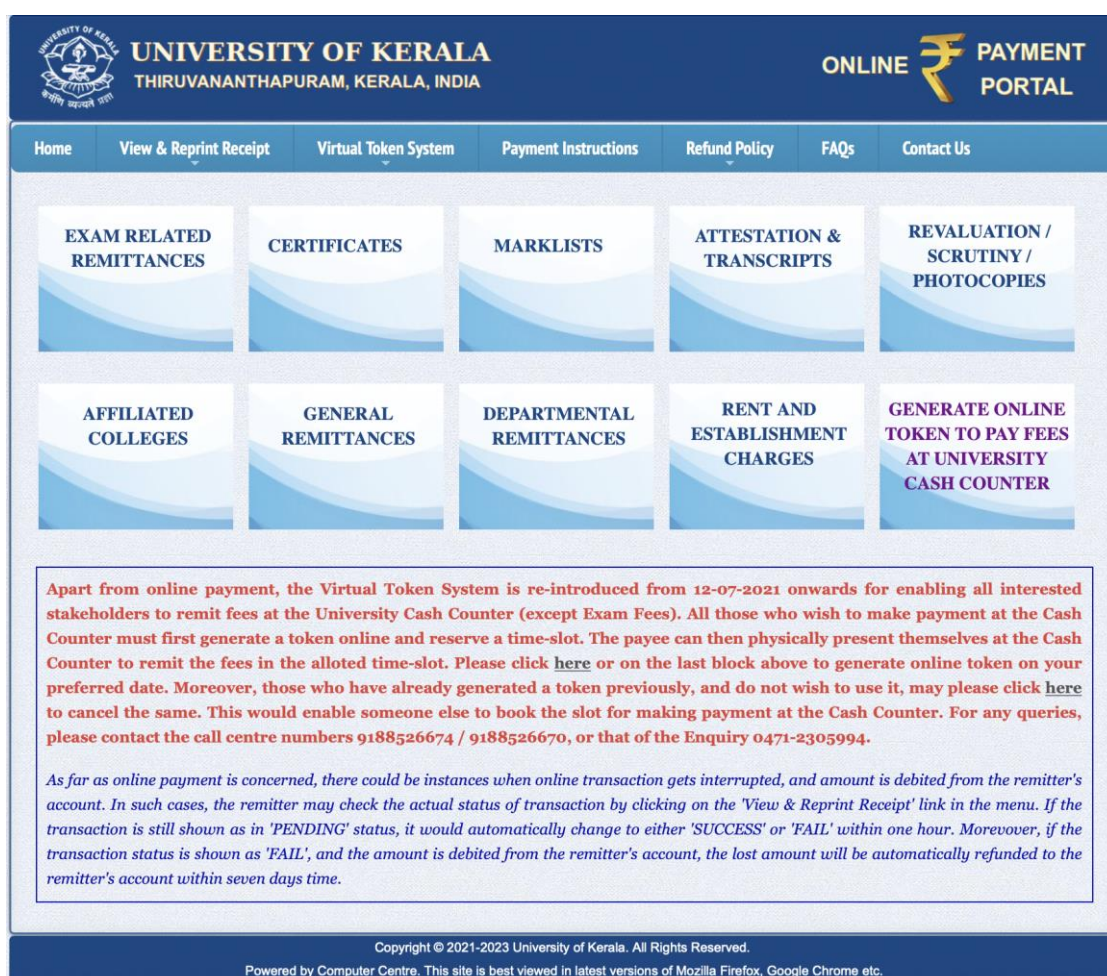 UNIVERSITY OF KERALA
THIRUVANANTHAPURAM, KERALA, INDIA
ONLINE ₹ PAYMENT
PORTAL
Home View & Reprint Receipt Virtual Token System Payment Instructions Refund Policy FAQs Contact Us
EXAM RELATED
REMITTANCES
CERTIFICATES
MARKLISTS
ATTESTATION &
TRANSCRIPTS
REVALUATION /
SCRUTINY /
PHOTOCOPIES
AFFILIATED
COLLEGES
GENERAL
REMITTANCES
DEPARTMENTAL
REMITTANCES
RENT AND
ESTABLISHMENT
CHARGES
GENERATE ONLINE
TOKEN TO PAY FEES
AT UNIVERSITY
CASH COUNTER
Apart from online payment, the Virtual Token System is re-introduced from 12-07-2021 onwards for enabling all interested
stakeholders to remit fees at the University Cash Counter (except Exam Fees). All those who wish to make payment at the Cash
Counter must first generate a token online and reserve a time-slot. The payee can then physically present themselves at the Cash
Counter to remit the fees in the alloted time-slot. Please click here or on the last block above to generate online token on your
preferred date. Moreover, those who have already generated a token previously, and do not wish to use it, may please click here
to cancel the same. This would enable someone else to book the slot for making payment at the Cash Counter. For any queries,
please contact the call centre numbers 9188526674 / 9188526670, or that of the Enquiry 0471-2305994.
As far as online payment is concerned, there could be instances when online transaction gets interrupted, and amount is debited from the remitter's
account. In such cases, the remitter may check the actual status of transaction by clicking on the 'View & Reprint Receipt' link in the menu. If the
transaction is still shown as in 'PENDING' status, it would automatically change to either 'SUCCESS' or 'FAIL' within one hour. Morevover, if the
transaction status is shown as 'FAIL', and the amount is debited from the remitter's account, the lost amount will be automatically refunded to the
remitter's account within seven days time.
Copyright © 2021-2023 University of Kerala. All Rights Reserved.
Powered by Computer Centre. This site is best viewed in latest versions of Mozilla Firefox, Google Chrome etc.
UNIVERSITY OF KERALA
कर्मणि व्यज्यते प्रज्ञा